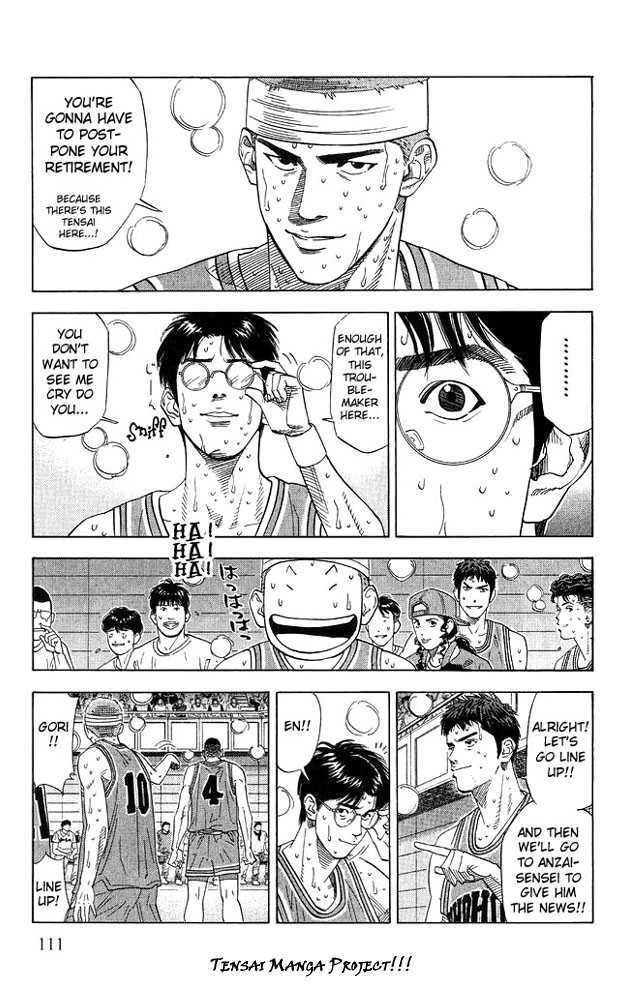 YOU'RE
GONNA HAVE
TO POST-
PONE YOUR
RETIREMENT!
BECAUSE
THERE'S THIS
TENSAI
HERE...!
.........
ENOUGH
OF THAT,
THIS
TROU-
BLE-
MAKER
HERE...
YOU
DON'T
WANT TO
SEE ME
CRY DO
YOU...
Sniff
HA!
HA!
HA!
はっはっはっ
ALRIGHT!
LET'S
GO LINE
UP!!
AND THEN
WE'LL GO
TO ANZAI-
SENSEI TO
GIVE HIM
THE NEWS!!
EN!!
GORI
!!
10
4
1
LINE
UP!
111
TENSAI MANGA PROJECT!!!